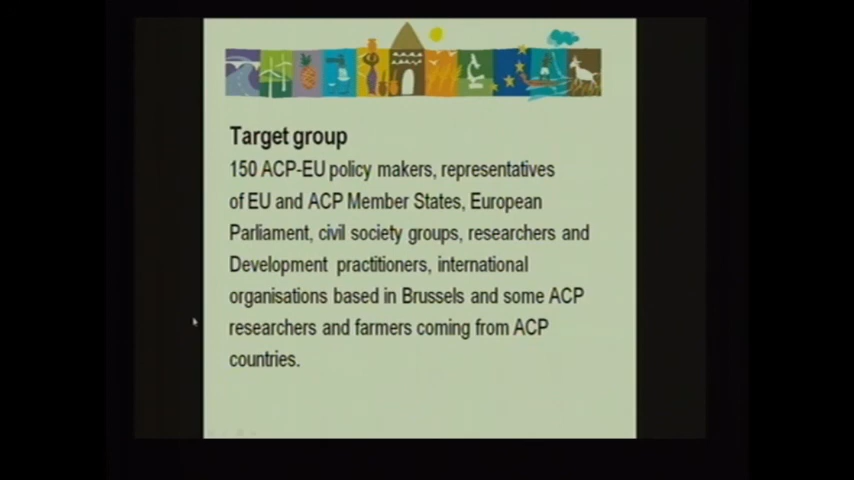 Target group
150 ACP-EU policy makers, representatives
of EU and ACP Member States, European
Parliament, civil society groups, researchers and
Development practitioners, international
organisations based in Brussels and some ACP
researchers and farmers coming from ACP
countries.